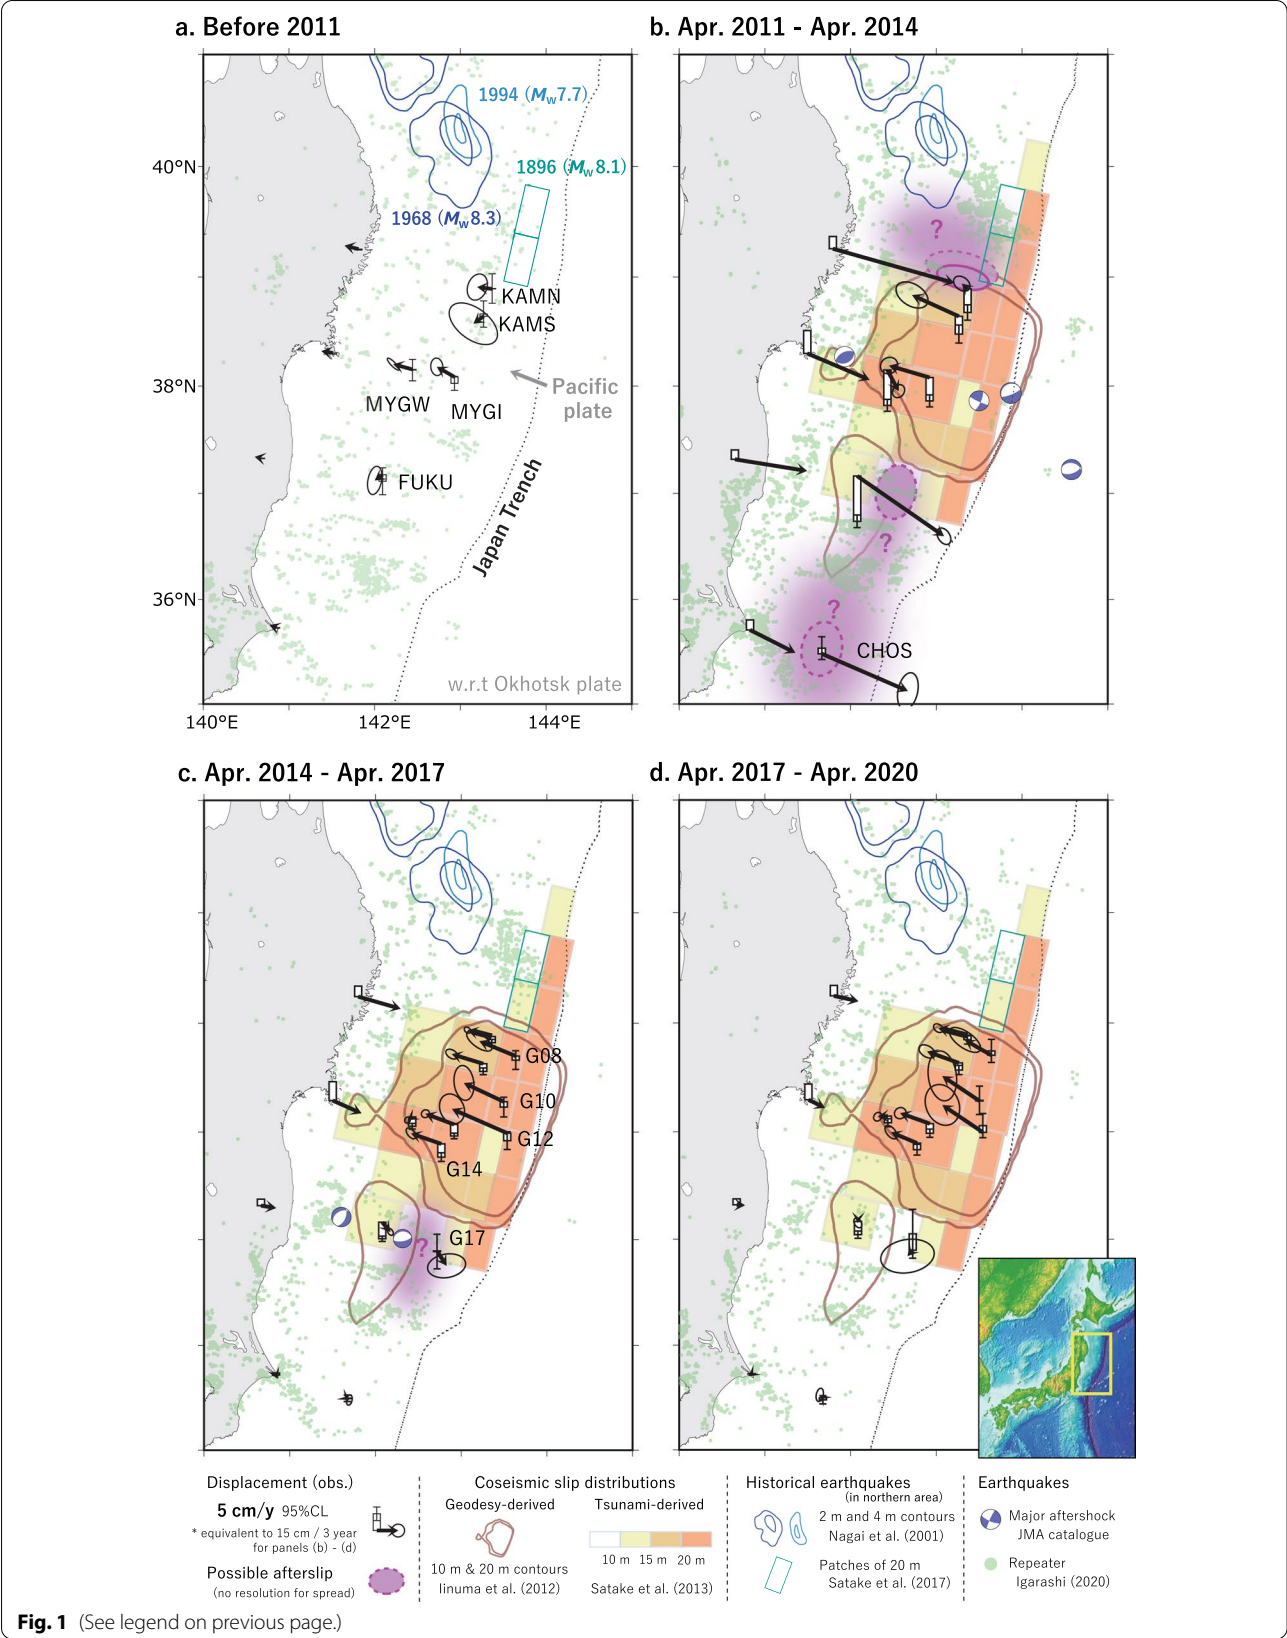 a. Before 2011
1994 (Mw7.7)
40°N
1896 (Mw8.1)
1968 (Mw8.3)
KAMN
KAMS
38°N
Pacific
plate
MYGW
MYGI
FUKU
Japan Trench
36°N
w.r.t Okhotsk plate
140°E
142°E
144°E
b. Apr. 2011 - Apr. 2014
?
?
?
CHOS
c. Apr. 2014 - Apr. 2017
G08
G10
G12
G14
G17
?
d. Apr. 2017 - Apr. 2020
Displacement (obs.)
5 cm/y 95%CL
* equivalent to 15 cm / 3 year
for panels (b) - (d)
Possible afterslip
(no resolution for spread)
Coseismic slip distributions
Geodesy-derived
10 m & 20 m contours
Iinuma et al. (2012)
Tsunami-derived
10 m 15 m 20 m
Satake et al. (2013)
Historical earthquakes
(in northern area)
2 m and 4 m contours
Nagai et al. (2001)
Patches of 20 m
Satake et al. (2017)
Earthquakes
Major aftershock
JMA catalogue
Repeater
Igarashi (2020)
Fig. 1 (See legend on previous page.)